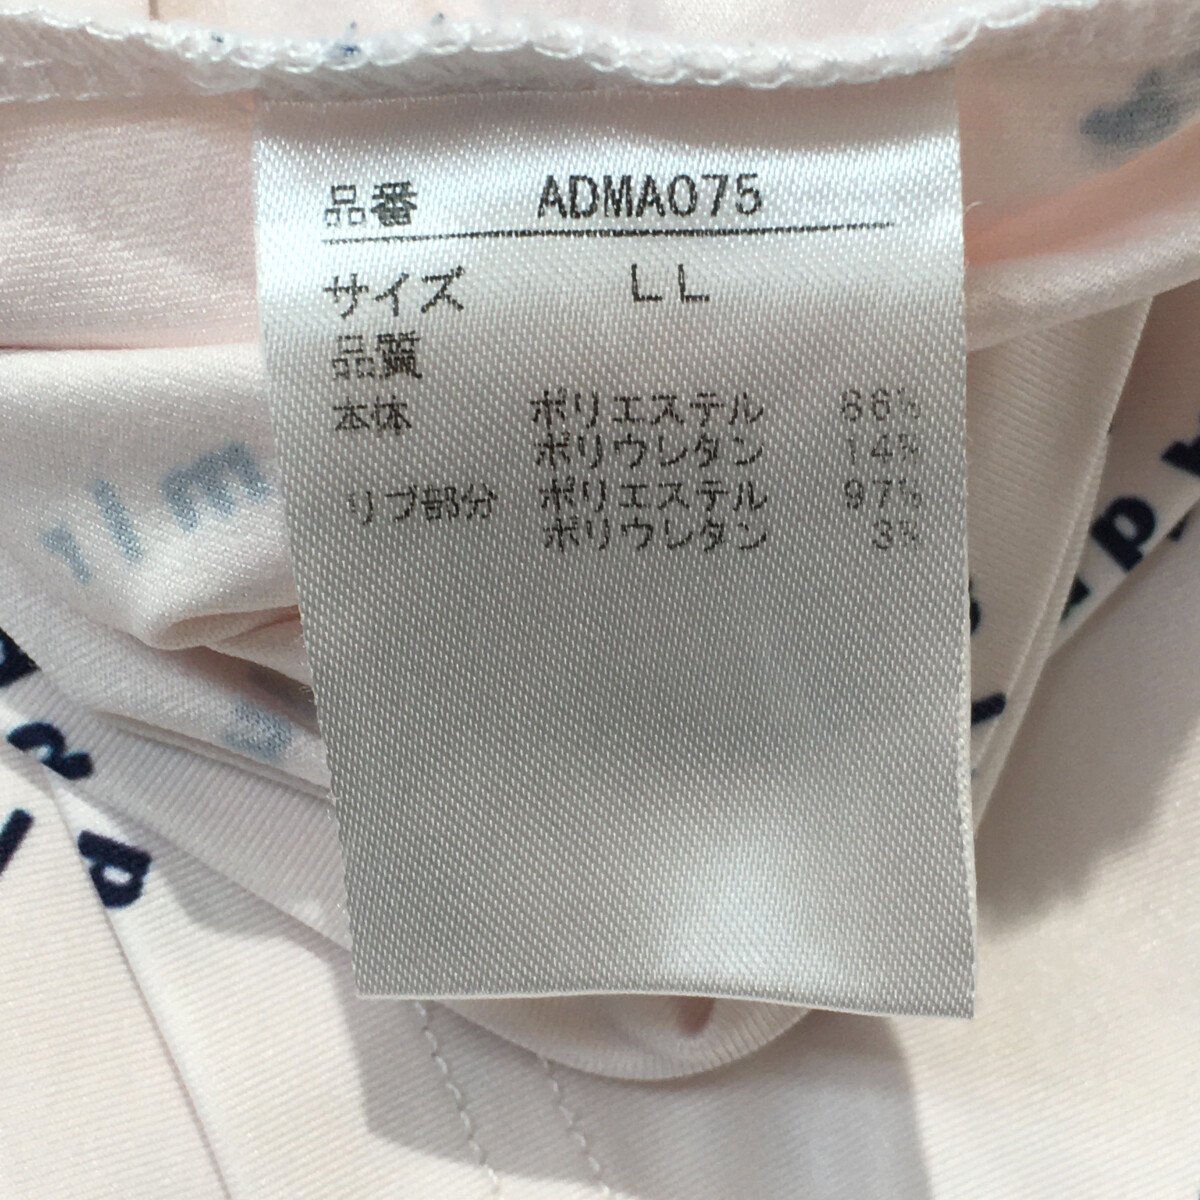 品番 ADMA075
サイズ LL
品質
本体 ポリエステル 86%
ポリウレタン 14%
リブ部分 ポリエステル 97%
ポリウレタン 3%